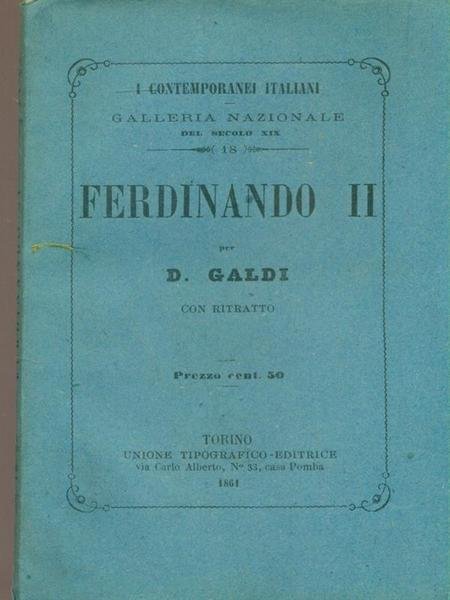 I CONTEMPORANEI ITALIANI
GALLERIA NAZIONALE
DEL SECOLO XIX
( 18 )
FERDINANDO II
per
D. GALDI
CON RITRATTO
Prezzo cent. 50
TORINO
UNIONE TIPOGRAFICO-EDITRICE
via Carlo Alberto, Nº 33, casa Pomba
1861